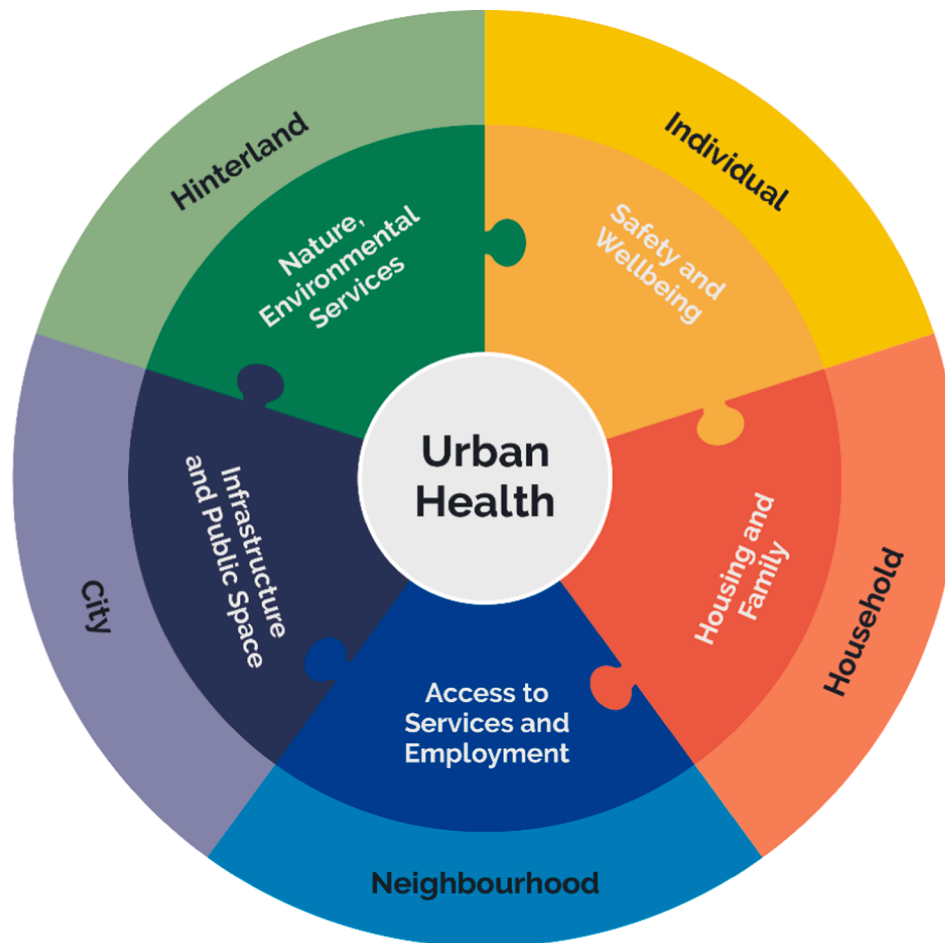 Urban
Health
Individual
Safety and
Wellbeing
Household
Housing and
Family
Neighbourhood
Access to
Services and
Employment
City
Infrastructure
and Public Space
Hinterland
Nature,
Environmental
Services